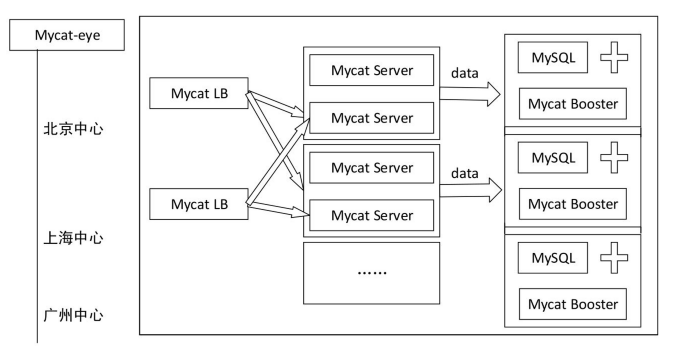 Mycat-eye
北京中心
上海中心
广州中心
Mycat LB
Mycat LB
Mycat Server
Mycat Server
Mycat Server
Mycat Server
······
data
data
MySQL
Mycat Booster
MySQL
Mycat Booster
MySQL
Mycat Booster